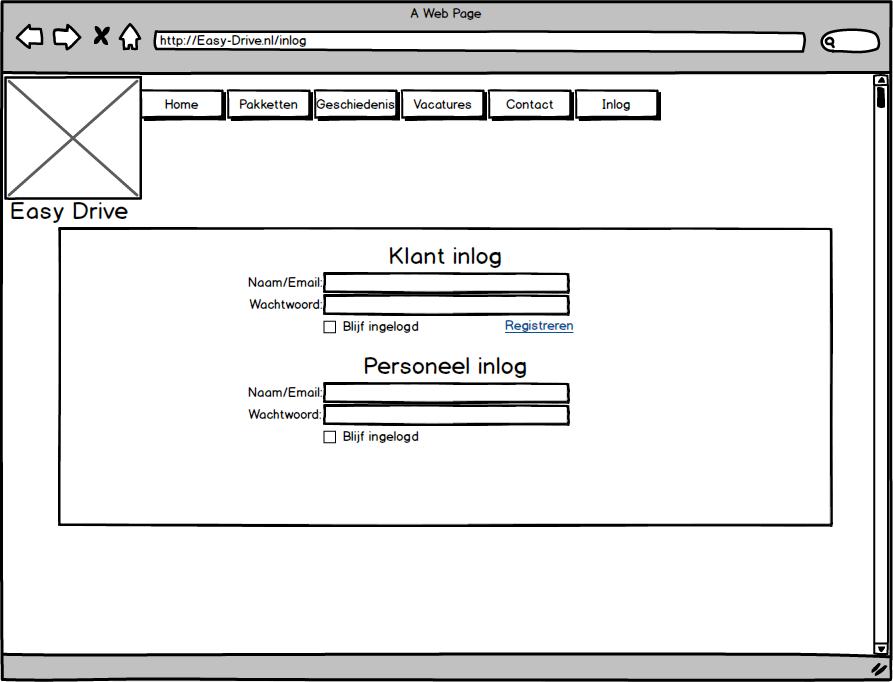 A Web Page
http://Easy-Drive.nl/inlog
Home Pakketten Geschiedenis Vacatures Contact Inlog
Easy Drive
Klant inlog
Naam/Email:
Wachtwoord:
Blijf ingelogd Registreren
Personeel inlog
Naam/Email:
Wachtwoord:
Blijf ingelogd